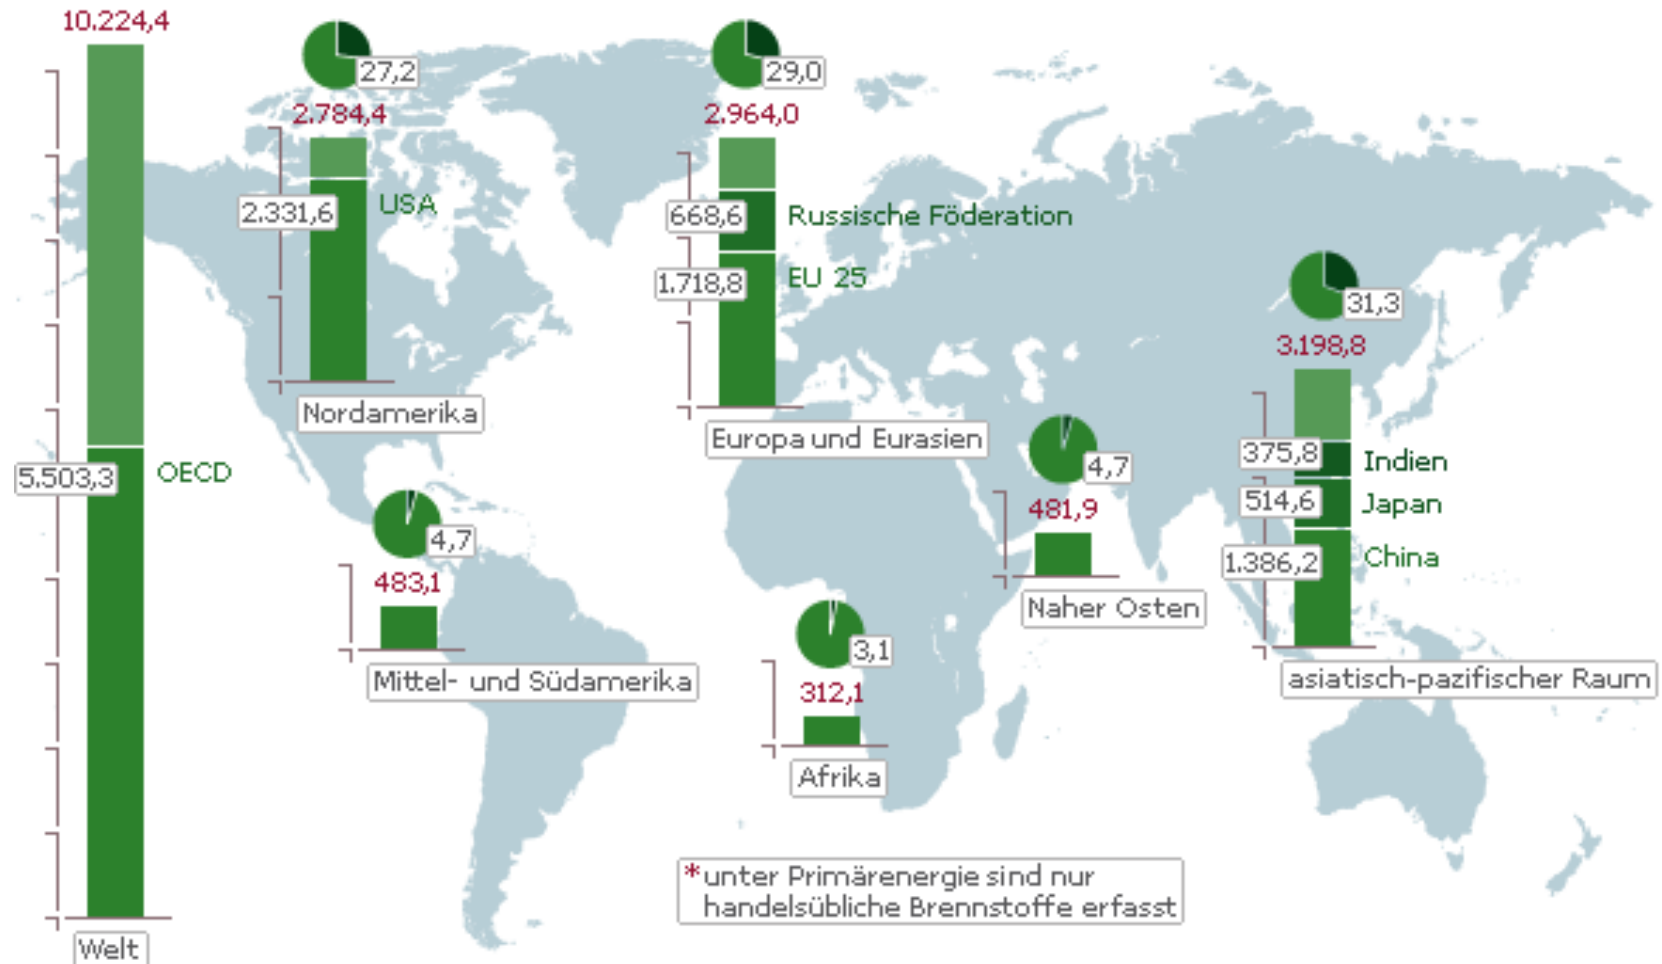 10.224,4
5.503,3
OECD
Welt
27,2
2.784,4
2.331,6
USA
Nordamerika
4,7
483,1
Mittel- und Südamerika
29,0
2.964,0
668,6
Russische Föderation
1.718,8
EU 25
Europa und Eurasien
3,1
312,1
Afrika
4,7
481,9
Naher Osten
31,3
3.198,8
375,8
Indien
514,6
Japan
1.386,2
China
asiatisch-pazifischer Raum
*unter Primärenergie sind nur
handelsübliche Brennstoffe erfasst